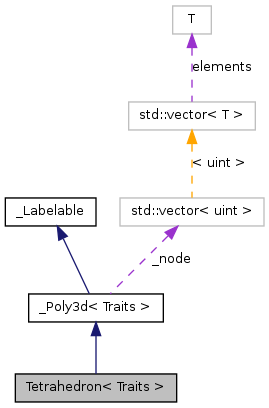 T
elements
std::vector< T >
< uint >
_Labelable
std::vector< uint >
_node
_Poly3d< Traits >
Tetrahedron< Traits >